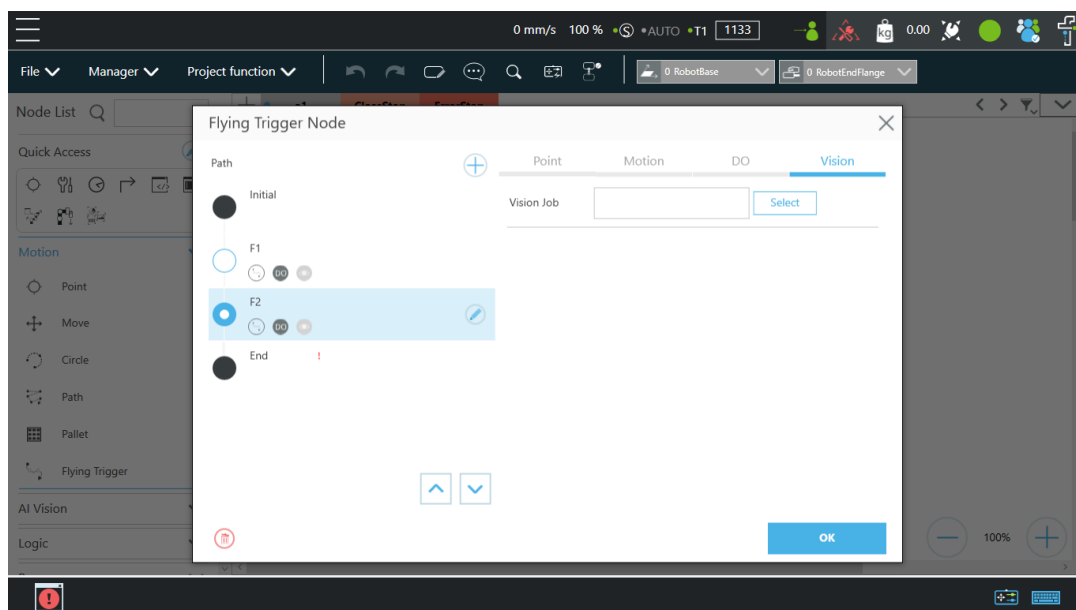 0 mm/s 100 % S AUTO T1 1133 kg 0.00
File Manager Project function 0 RobotBase 0 RobotEndFlange
Node List
Flying Trigger Node
Quick Access
Path
Point Motion DO Vision
Initial
Vision Job Select
Motion
F1
DO
Point
F2
DO
Move
End !
Circle
Path
Pallet
Flying Trigger
AI Vision
Logic
OK
100%